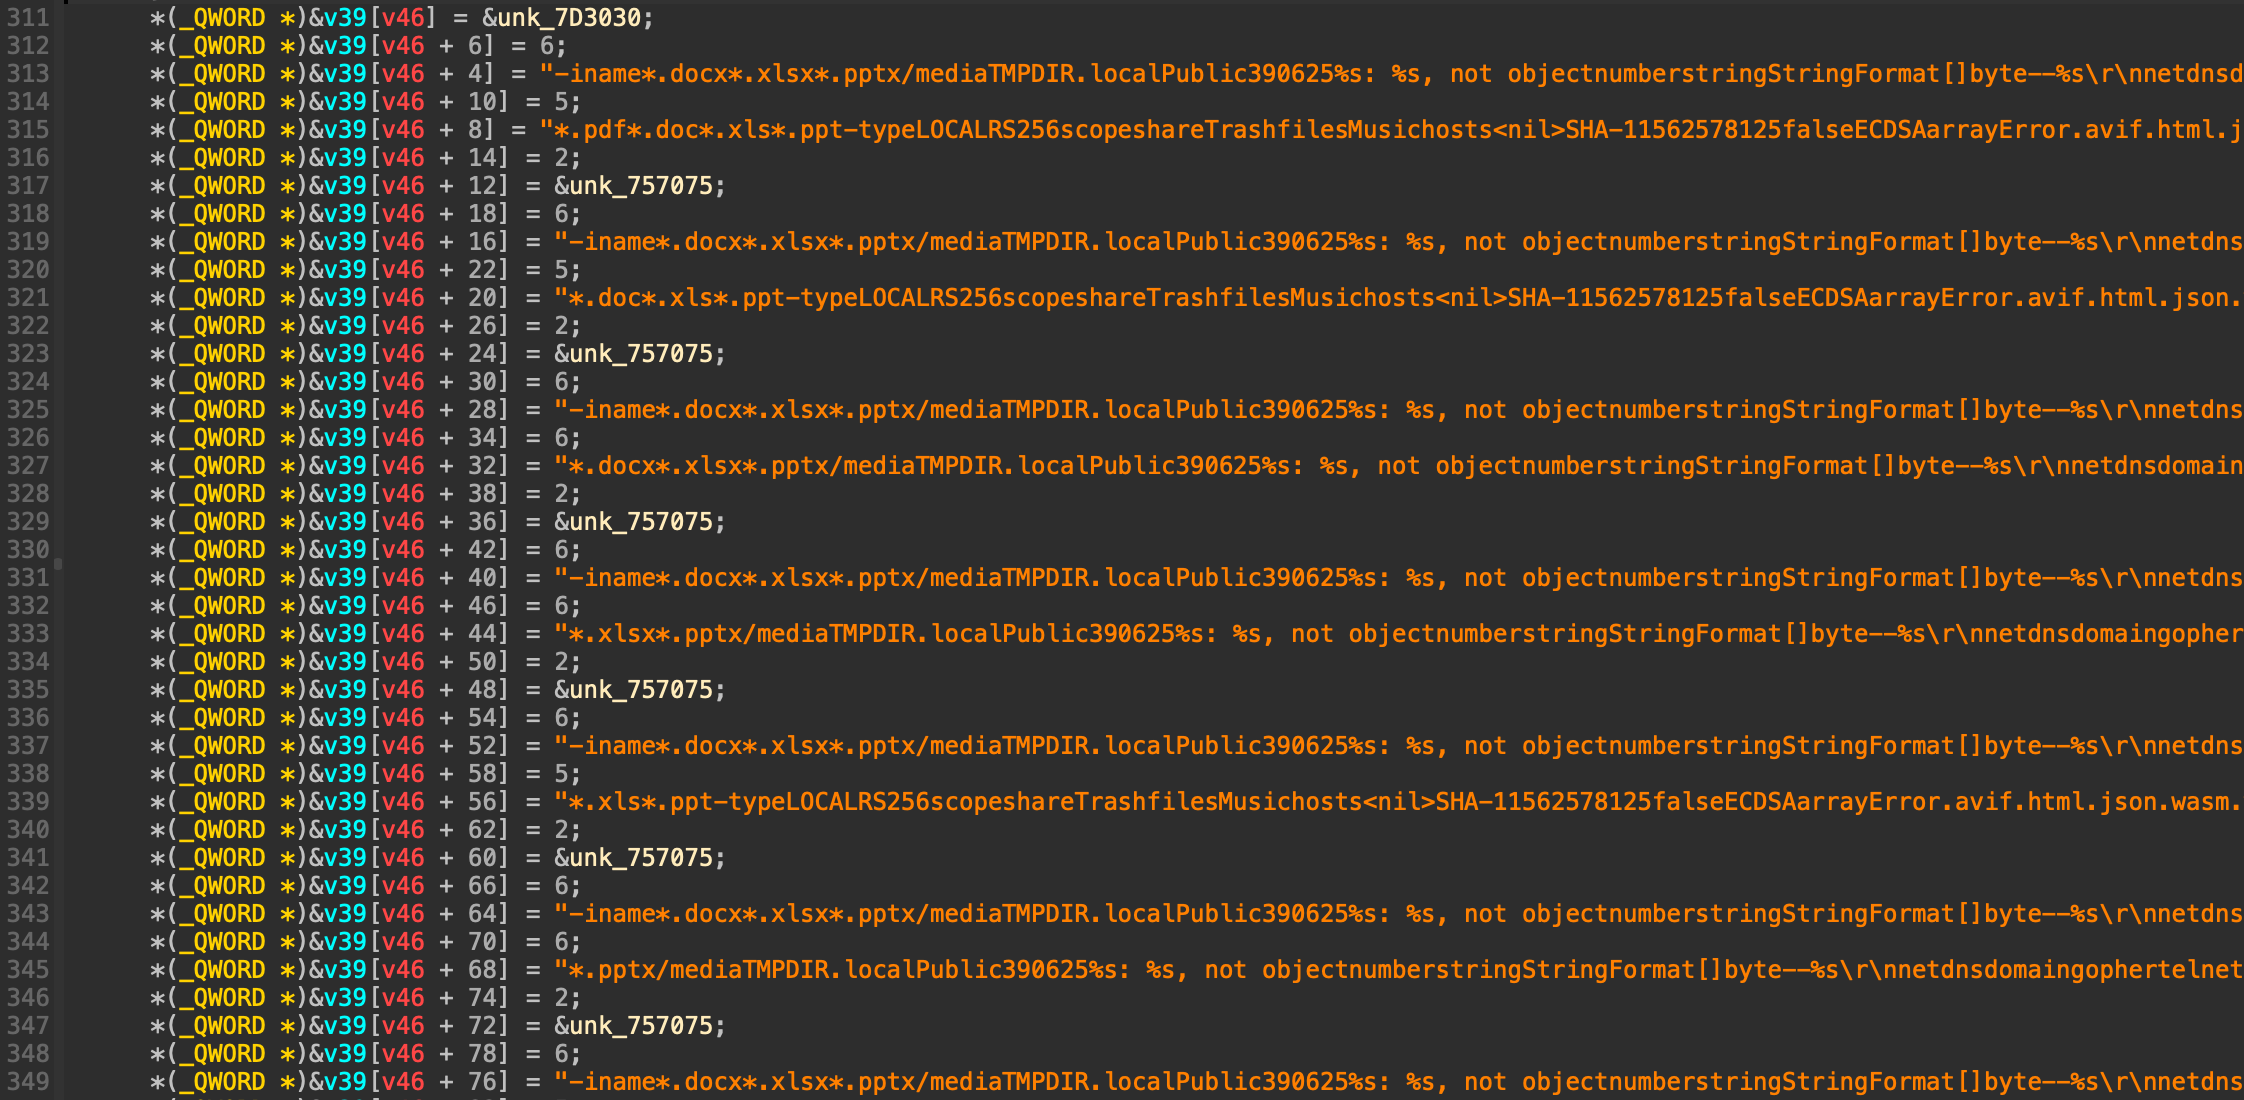 311 *(_QWORD *)&v39[v46] = &unk_7D3030;
312 *(_QWORD *)&v39[v46 + 6] = 6;
313 *(_QWORD *)&v39[v46 + 4] = "-iname*.docx*.xlsx*.pptx/mediaTMPDIR.localPublic390625%s: %s, not objectnumberstringStringFormat[]byte--%s\r\nnetdnsd
314 *(_QWORD *)&v39[v46 + 10] = 5;
315 *(_QWORD *)&v39[v46 + 8] = "*.pdf*.doc*.xls*.ppt-typeLOCALRS256scopeshareTrashfilesMusichosts<nil>SHA-11562578125falseECDSAarrayError.avif.html.j
316 *(_QWORD *)&v39[v46 + 14] = 2;
317 *(_QWORD *)&v39[v46 + 12] = &unk_757075;
318 *(_QWORD *)&v39[v46 + 18] = 6;
319 *(_QWORD *)&v39[v46 + 16] = "-iname*.docx*.xlsx*.pptx/mediaTMPDIR.localPublic390625%s: %s, not objectnumberstringStringFormat[]byte--%s\r\nnetdns
320 *(_QWORD *)&v39[v46 + 22] = 5;
321 *(_QWORD *)&v39[v46 + 20] = "*.doc*.xls*.ppt-typeLOCALRS256scopeshareTrashfilesMusichosts<nil>SHA-11562578125falseECDSAarrayError.avif.html.json.
322 *(_QWORD *)&v39[v46 + 26] = 2;
323 *(_QWORD *)&v39[v46 + 24] = &unk_757075;
324 *(_QWORD *)&v39[v46 + 30] = 6;
325 *(_QWORD *)&v39[v46 + 28] = "-iname*.docx*.xlsx*.pptx/mediaTMPDIR.localPublic390625%s: %s, not objectnumberstringStringFormat[]byte--%s\r\nnetdns
326 *(_QWORD *)&v39[v46 + 34] = 6;
327 *(_QWORD *)&v39[v46 + 32] = "*.docx*.xlsx*.pptx/mediaTMPDIR.localPublic390625%s: %s, not objectnumberstringStringFormat[]byte--%s\r\nnetdnsdomain
328 *(_QWORD *)&v39[v46 + 38] = 2;
329 *(_QWORD *)&v39[v46 + 36] = &unk_757075;
330 *(_QWORD *)&v39[v46 + 42] = 6;
331 *(_QWORD *)&v39[v46 + 40] = "-iname*.docx*.xlsx*.pptx/mediaTMPDIR.localPublic390625%s: %s, not objectnumberstringStringFormat[]byte--%s\r\nnetdns
332 *(_QWORD *)&v39[v46 + 46] = 6;
333 *(_QWORD *)&v39[v46 + 44] = "*.xlsx*.pptx/mediaTMPDIR.localPublic390625%s: %s, not objectnumberstringStringFormat[]byte--%s\r\nnetdnsdomaingopher
334 *(_QWORD *)&v39[v46 + 50] = 2;
335 *(_QWORD *)&v39[v46 + 48] = &unk_757075;
336 *(_QWORD *)&v39[v46 + 54] = 6;
337 *(_QWORD *)&v39[v46 + 52] = "-iname*.docx*.xlsx*.pptx/mediaTMPDIR.localPublic390625%s: %s, not objectnumberstringStringFormat[]byte--%s\r\nnetdns
338 *(_QWORD *)&v39[v46 + 58] = 5;
339 *(_QWORD *)&v39[v46 + 56] = "*.xls*.ppt-typeLOCALRS256scopeshareTrashfilesMusichosts<nil>SHA-11562578125falseECDSAarrayError.avif.html.json.wasm.
340 *(_QWORD *)&v39[v46 + 62] = 2;
341 *(_QWORD *)&v39[v46 + 60] = &unk_757075;
342 *(_QWORD *)&v39[v46 + 66] = 6;
343 *(_QWORD *)&v39[v46 + 64] = "-iname*.docx*.xlsx*.pptx/mediaTMPDIR.localPublic390625%s: %s, not objectnumberstringStringFormat[]byte--%s\r\nnetdns
344 *(_QWORD *)&v39[v46 + 70] = 6;
345 *(_QWORD *)&v39[v46 + 68] = "*.pptx/mediaTMPDIR.localPublic390625%s: %s, not objectnumberstringStringFormat[]byte--%s\r\nnetdnsdomaingophertelnet
346 *(_QWORD *)&v39[v46 + 74] = 2;
347 *(_QWORD *)&v39[v46 + 72] = &unk_757075;
348 *(_QWORD *)&v39[v46 + 78] = 6;
349 *(_QWORD *)&v39[v46 + 76] = "-iname*.docx*.xlsx*.pptx/mediaTMPDIR.localPublic390625%s: %s, not objectnumberstringStringFormat[]byte--%s\r\nnetdns